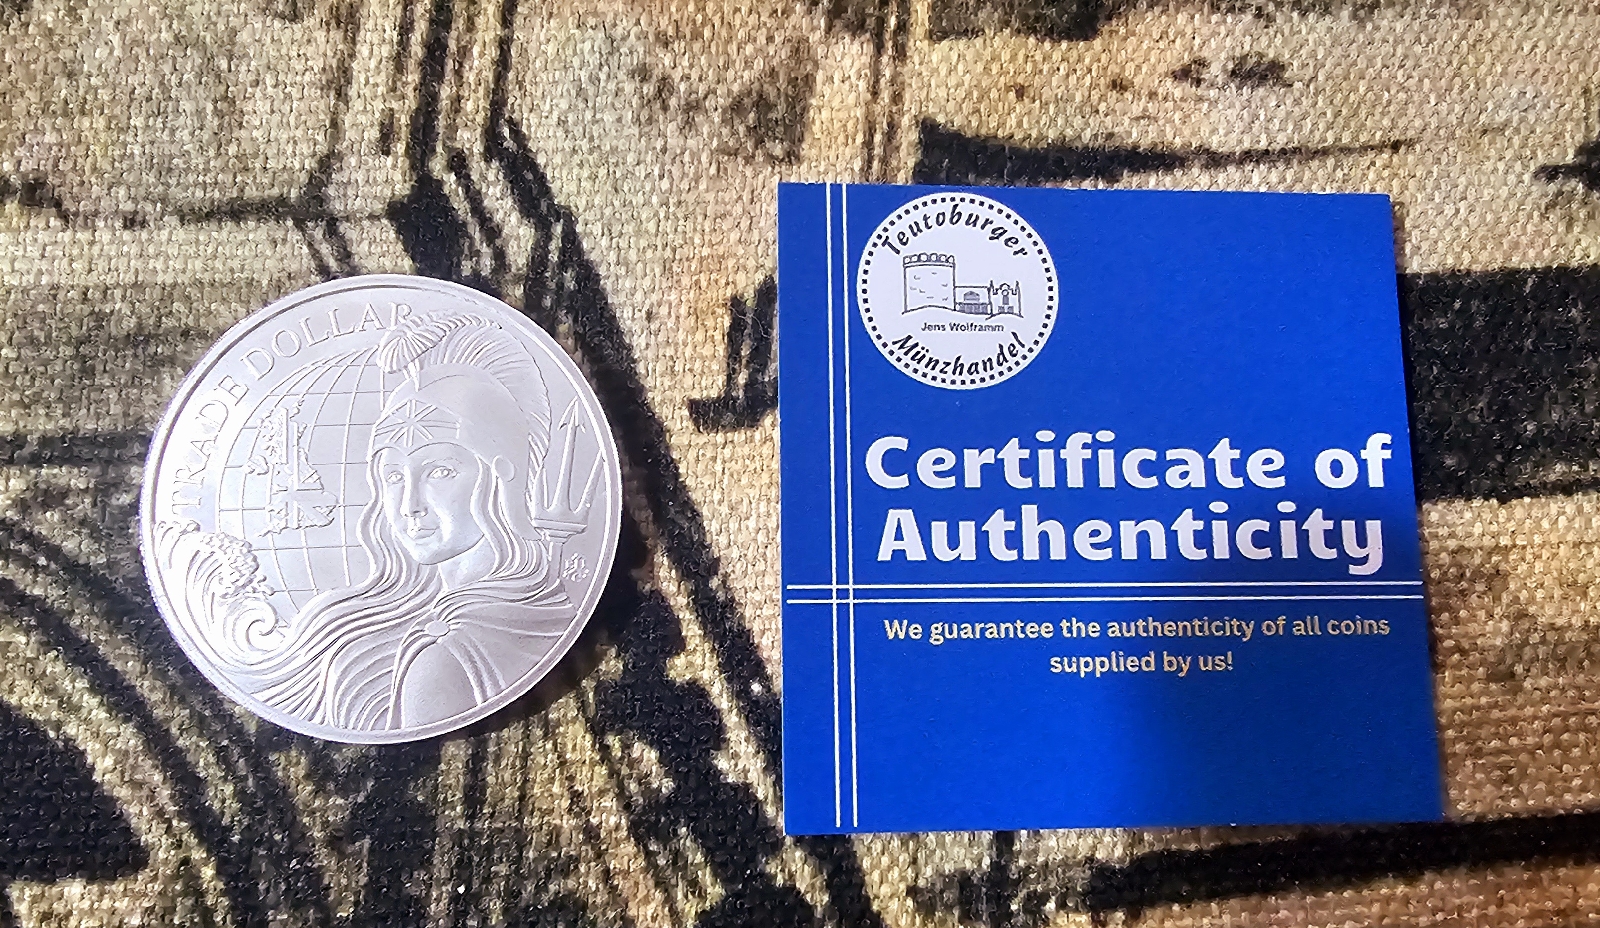 TRADE DOLLAR
Teutoburger
Jens Wolframm
Münzhandel
Certificate of
Authenticity
We guarantee the authenticity of all coins
supplied by us!